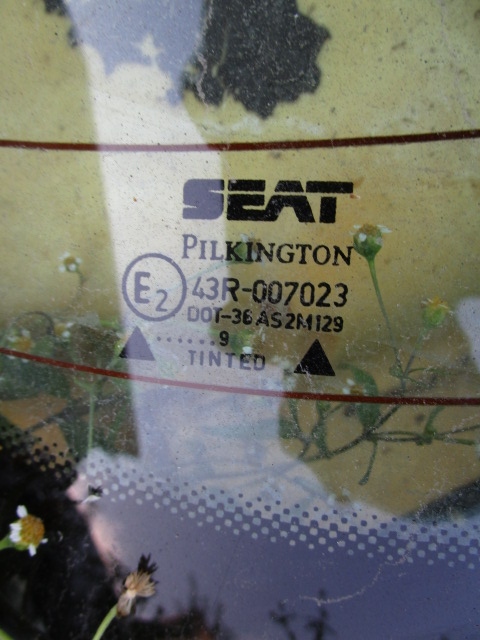 SEAT
PILKINGTON
E2 43R-007023
DOT-36 AS2M129
.......9
TINTED